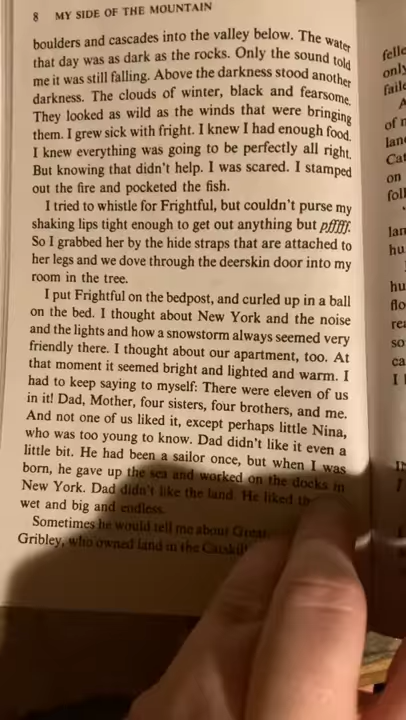 8 MY SIDE OF THE MOUNTAIN
boulders and cascades into the valley below. The water
that day was as dark as the rocks. Only the sound told
me it was still falling. Above the darkness stood another
darkness. The clouds of winter, black and fearsome.
They looked as wild as the winds that were bringing
them. I grew sick with fright. I knew I had enough food.
I knew everything was going to be perfectly all right.
But knowing that didn't help. I was scared. I stamped
out the fire and pocketed the fish.
I tried to whistle for Frightful, but couldn't purse my
shaking lips tight enough to get out anything but pfffff.
So I grabbed her by the hide straps that are attached to
her legs and we dove through the deerskin door into my
room in the tree.
I put Frightful on the bedpost, and curled up in a ball
on the bed. I thought about New York and the noise
and the lights and how a snowstorm always seemed very
friendly there. I thought about our apartment, too. At
that moment it seemed bright and lighted and warm. I
had to keep saying to myself: There were eleven of us
in it! Dad, Mother, four sisters, four brothers, and me.
And not one of us liked it, except perhaps little Nina,
who was too young to know. Dad didn't like it even a
little bit. He had been a sailor once, but when I was
born, he gave up the sea and worked on the docks in
New York. Dad didn't like the land. He liked
wet and big and endless.
Sometimes he would tell me about
Gribley, who owned land in the